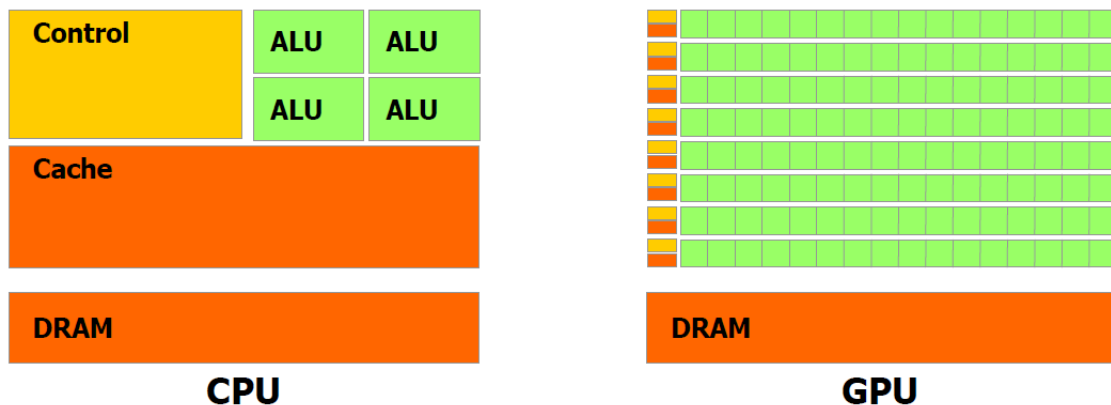 Control
ALU ALU
ALU ALU
Cache
DRAM
CPU
DRAM
GPU